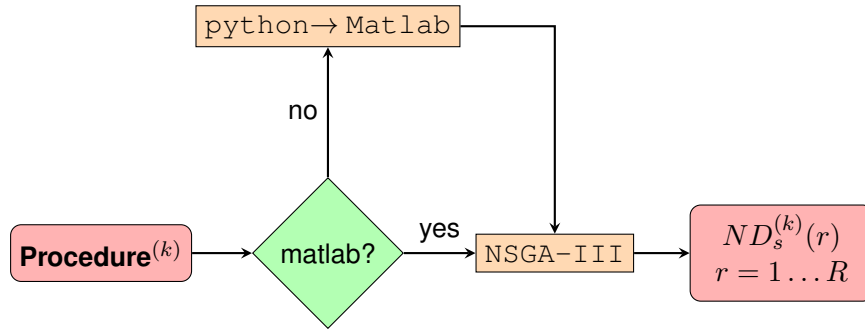 python→Matlab
no
Procedure^(k)
matlab?
yes
NSGA-III
ND_s^(k)(r)
r = 1 … R